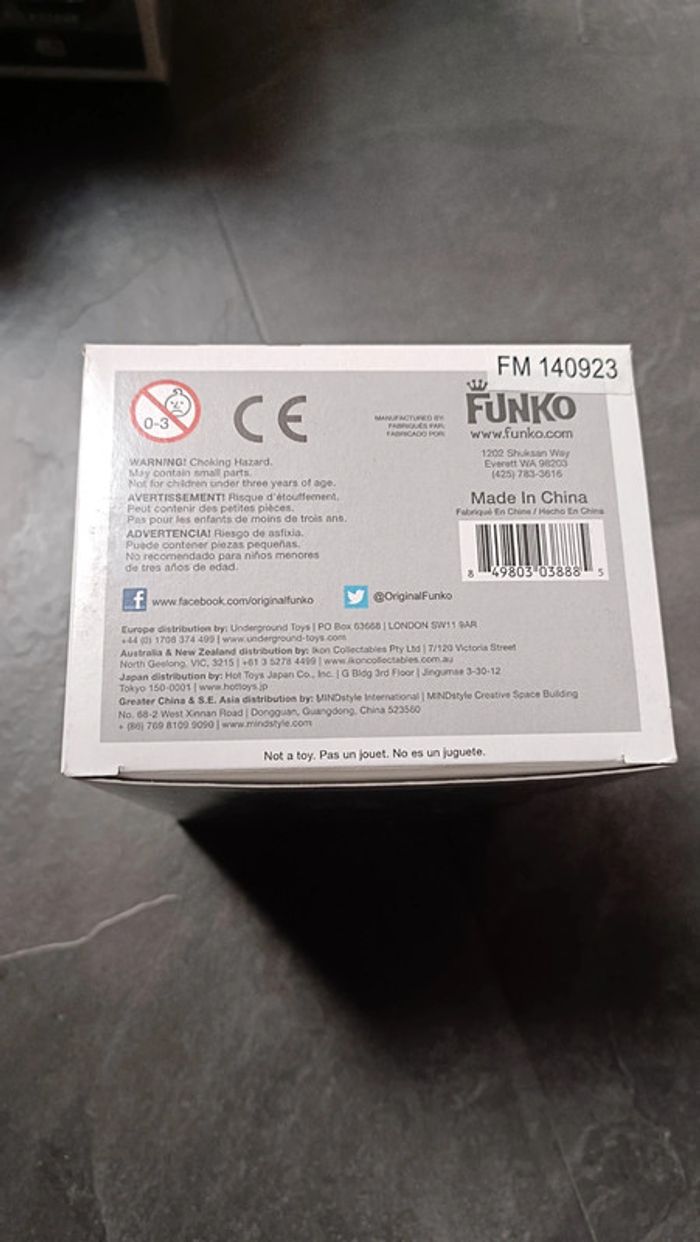 FM 140923
0-3
CE
MANUFACTURED BY:
FABRIQUÉS PAR:
FABRICADO POR:
FUNKO
www.funko.com
1202 Shuksan Way
Everett WA 98203
(425) 783-3616
WARNING! Choking Hazard.
May contain small parts.
Not for children under three years of age.
AVERTISSEMENT! Risque d'étouffement.
Peut contenir des petites pièces.
Pas pour les enfants de moins de trois ans.
ADVERTENCIA! Riesgo de asfixia.
Puede contener piezas pequeñas.
No recomendado para niños menores
de tres años de edad.
Made In China
Fabriqué En Chine / Hecho En China
8 49803 03888 5
f www.facebook.com/originalfunko
@OriginalFunko
Europe distribution by: Underground Toys | PO Box 63668 | LONDON SW11 9AR
+44 (0) 1708 374 499 | www.underground-toys.com
Australia & New Zealand distribution by: Ikon Collectables Pty Ltd | 7/120 Victoria Street
North Geelong, VIC, 3215 | +61 3 5278 4499 | www.ikoncollectables.com.au
Japan distribution by: Hot Toys Japan Co., Inc. | G Bldg 3rd Floor | Jingumae 3-30-12
Tokyo 150-0001 | www.hottoys.jp
Greater China & S.E. Asia distribution by: MINDstyle International | MINDstyle Creative Space Building
No. 68-2 West Xinnan Road | Dongguan, Guangdong, China 523560
+ (86) 769 8109 9090 | www.mindstyle.com
Not a toy. Pas un jouet. No es un juguete.